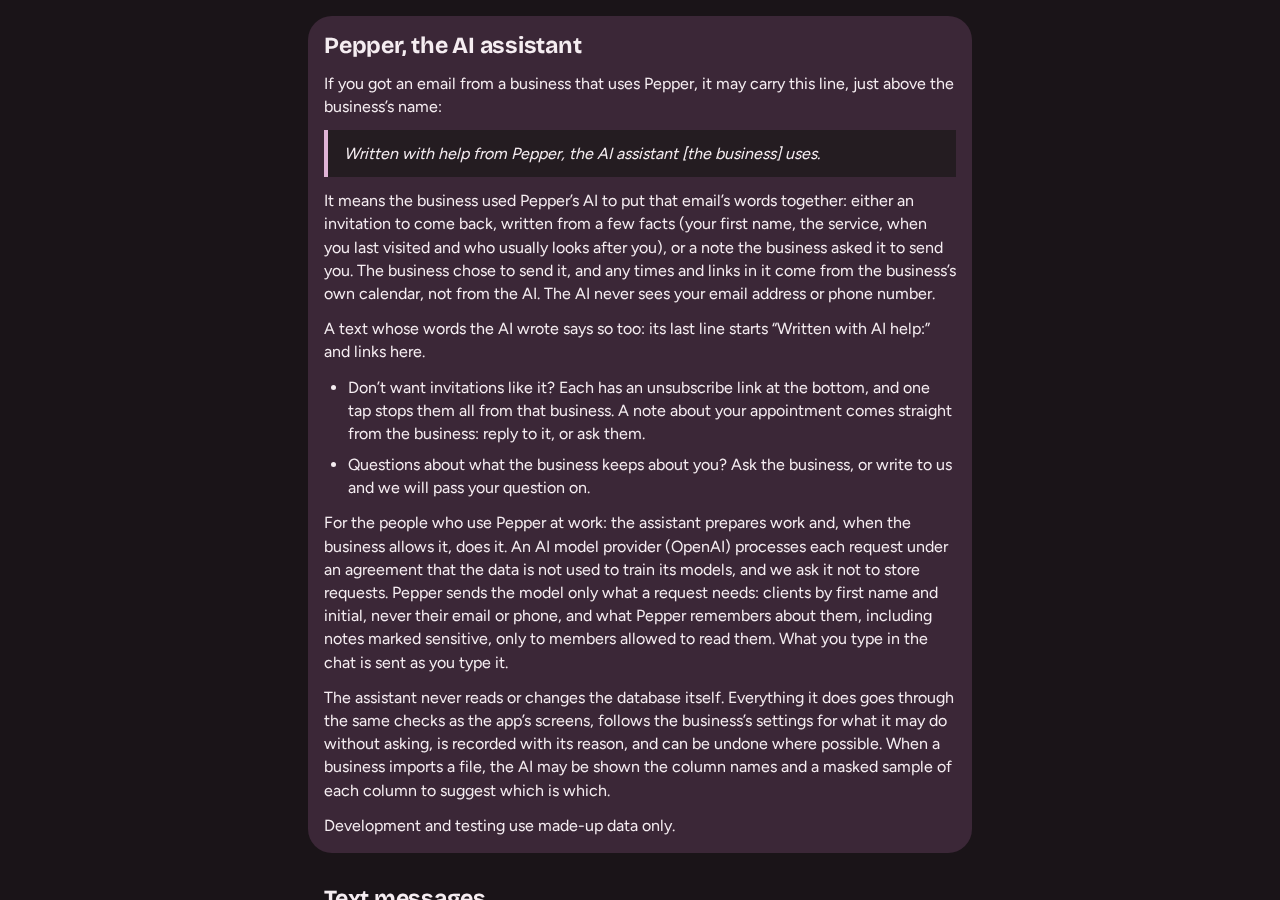 Pepper, the AI assistant
If you got an email from a business that uses Pepper, it may carry this line, just above the
business’s name:
Written with help from Pepper, the AI assistant [the business] uses.
It means the business used Pepper’s AI to put that email’s words together: either an
invitation to come back, written from a few facts (your first name, the service, when
you last visited and who usually looks after you), or a note the business asked it to send
you. The business chose to send it, and any times and links in it come from the business’s
own calendar, not from the AI. The AI never sees your email address or phone number.
A text whose words the AI wrote says so too: its last line starts “Written with AI help:”
and links here.
• Don’t want invitations like it? Each has an unsubscribe link at the bottom, and one
tap stops them all from that business. A note about your appointment comes straight
from the business: reply to it, or ask them.
• Questions about what the business keeps about you? Ask the business, or write to us
and we will pass your question on.
For the people who use Pepper at work: the assistant prepares work and, when the
business allows it, does it. An AI model provider (OpenAI) processes each request under
an agreement that the data is not used to train its models, and we ask it not to store
requests. Pepper sends the model only what a request needs: clients by first name and
initial, never their email or phone, and what Pepper remembers about them, including
notes marked sensitive, only to members allowed to read them. What you type in the
chat is sent as you type it.
The assistant never reads or changes the database itself. Everything it does goes through
the same checks as the app’s screens, follows the business’s settings for what it may do
without asking, is recorded with its reason, and can be undone where possible. When a
business imports a file, the AI may be shown the column names and a masked sample of
each column to suggest which is which.
Development and testing use made-up data only.
Text messages